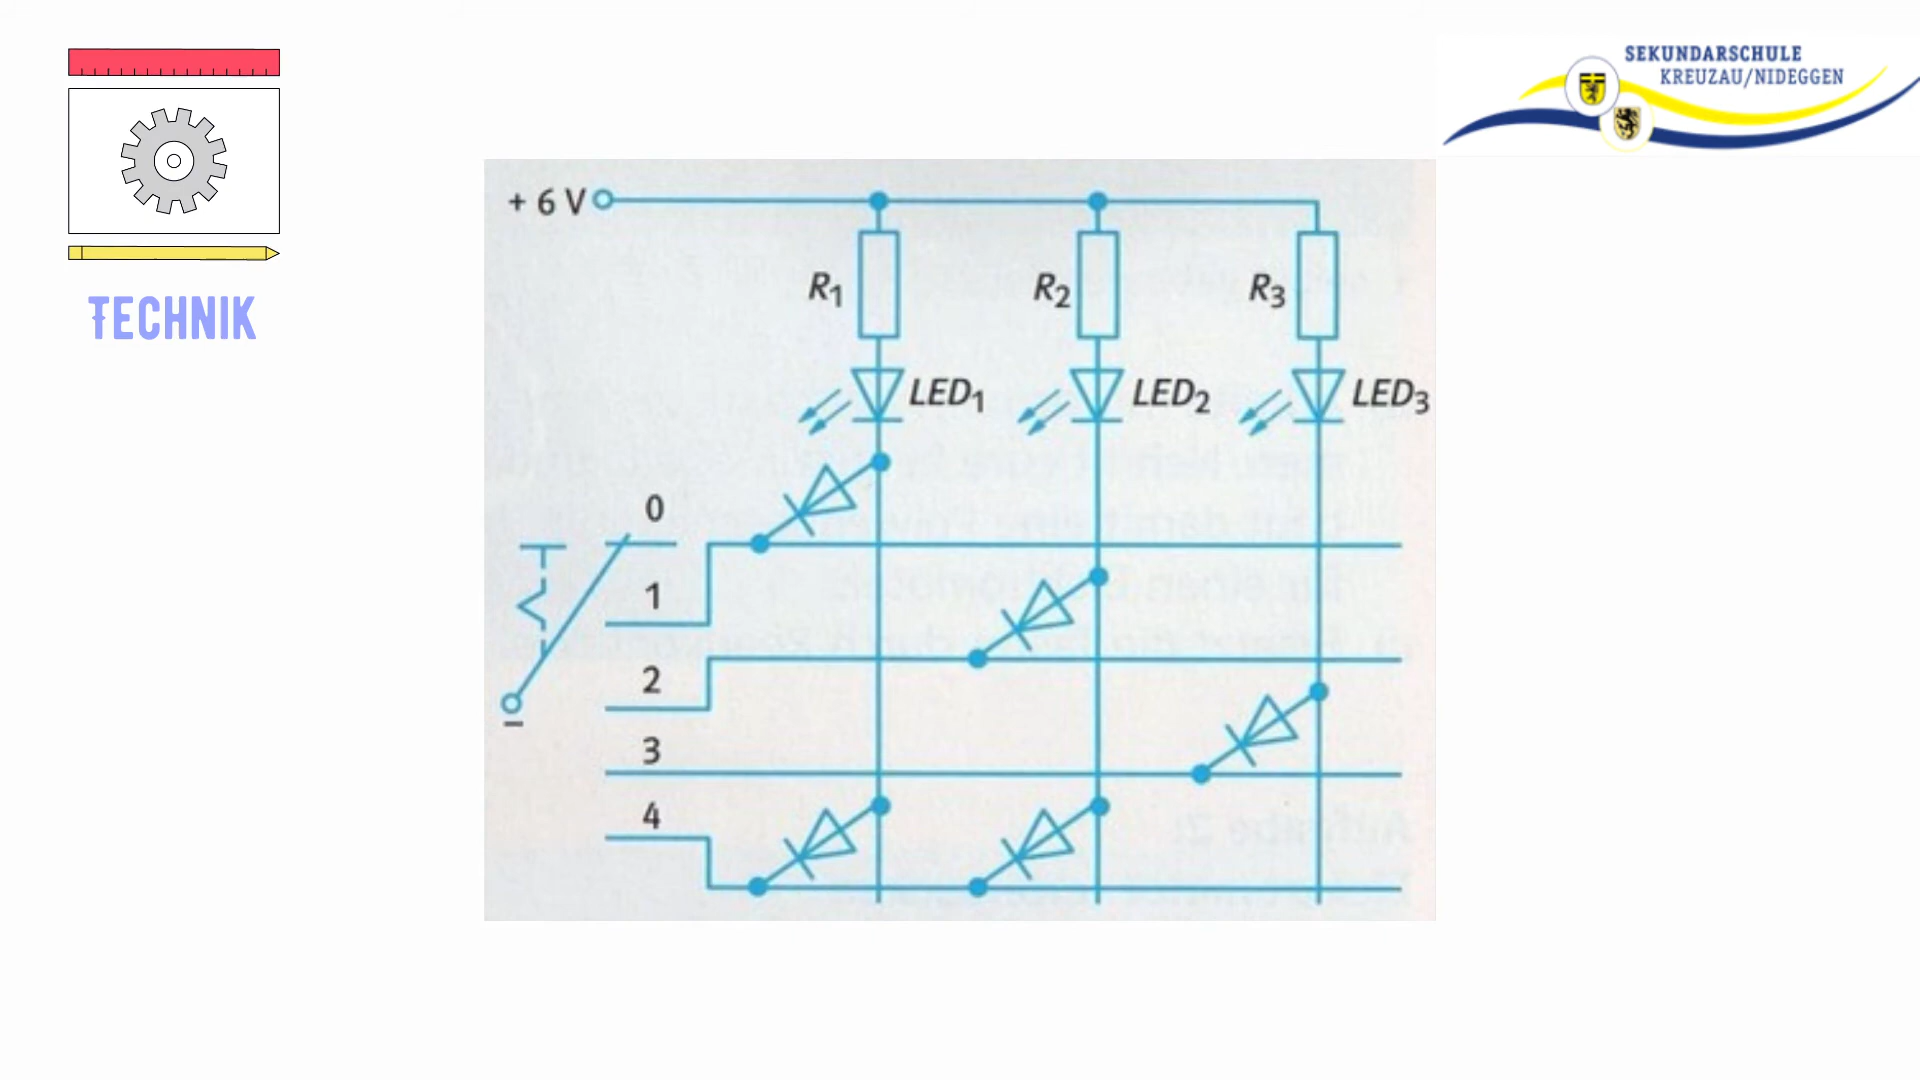 SEKUNDARSCHULE
KREUZAU/NIDEGGEN
TECHNIK
+ 6 V
R1
R2
R3
LED1
LED2
LED3
0
1
2
3
4
–